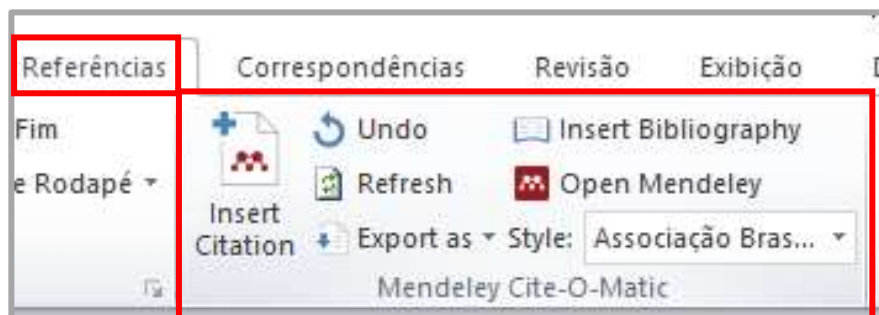 Referências Correspondências Revisão Exibição
Fim
e Rodapé
Insert Citation
Undo
Refresh
Export as
Insert Bibliography
Open Mendeley
Style: Associação Bras...
Mendeley Cite-O-Matic